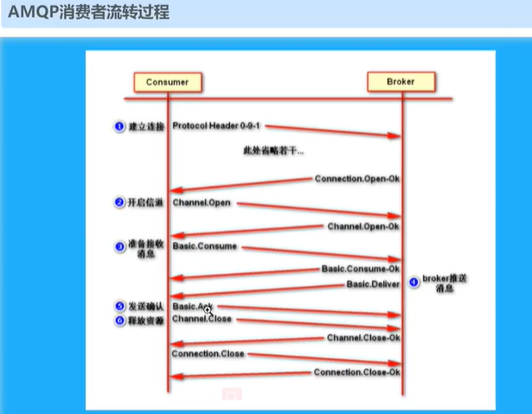 AMQP消费者流转过程
Consumer
Broker
1 建立连接 Protocol Header 0-9-1
此处省略若干...
Connection.Open-Ok
2 开启信道 Channel.Open
Channel.Open-Ok
3 准备接收 Basic.Consume
消息
Basic.Consume-Ok
Basic.Deliver
4 broker推送
消息
5 发送确认 Basic.Ack
6 释放资源 Channel.Close
Channel.Close-Ok
Connection.Close
Connection.Close-Ok